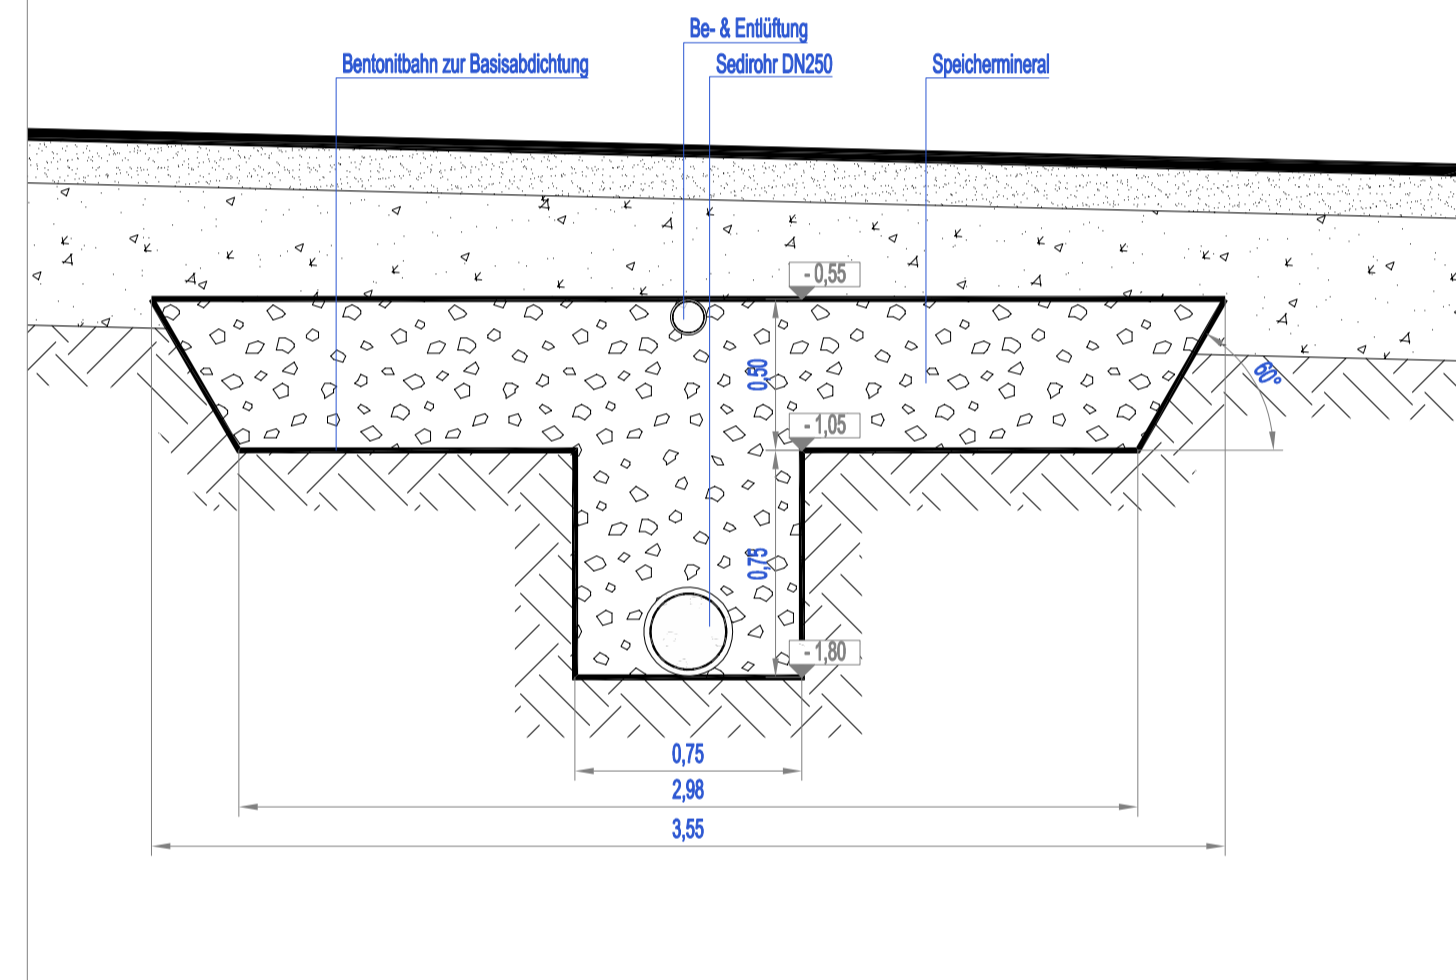 Be- & Entlüftung
Bentonitbahn zur Basisabdichtung
Sedirohr DN250
Speichermineral
- 0,55
0,50
60°
- 1,05
0,75
- 1,80
0,75
2,98
3,55